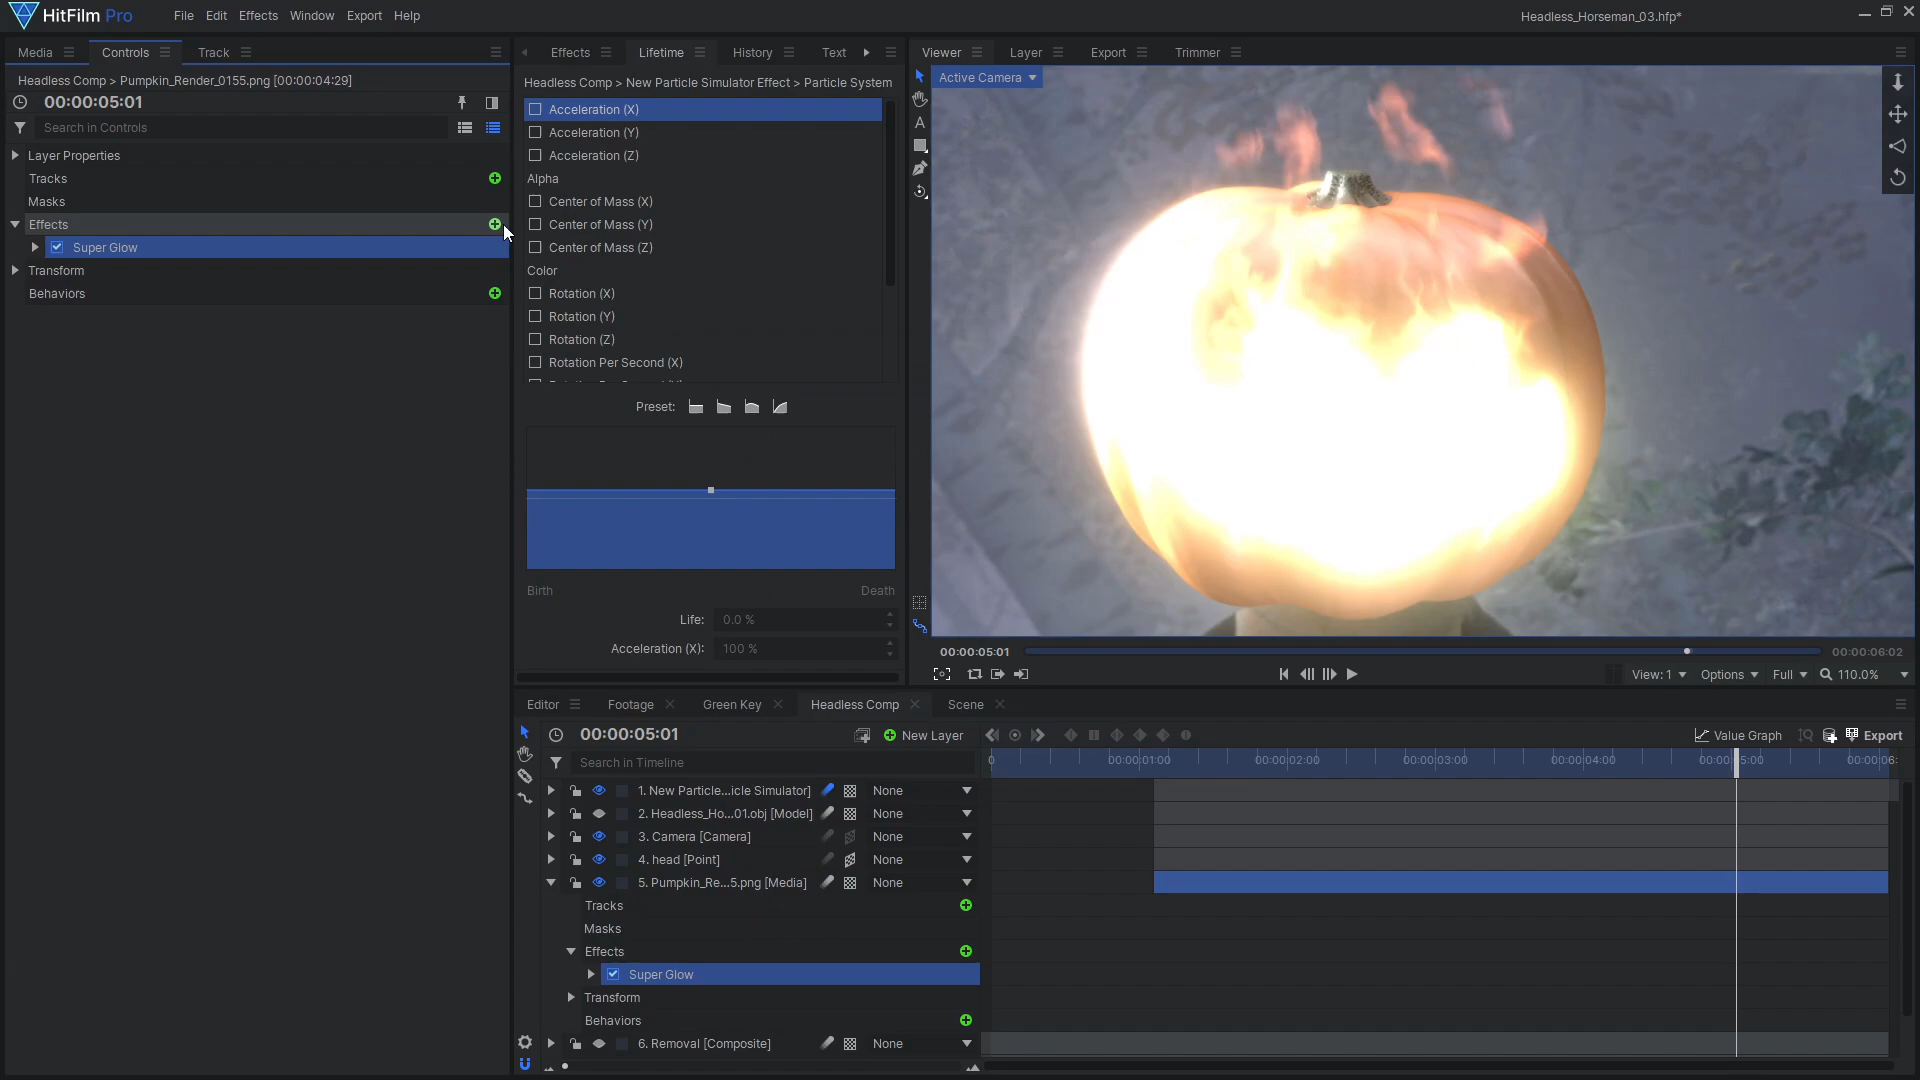 HitFilm Pro
File Edit Effects Window Export Help
Headless_Horseman_03.hfp*
Media Controls Track
Headless Comp > Pumpkin_Render_0155.png [00:00:04:29]
00:00:05:01
Search in Controls
Layer Properties
Tracks
Masks
Effects
Super Glow
Transform
Behaviors
Effects Lifetime History Text
Headless Comp > New Particle Simulator Effect > Particle System
Acceleration (X)
Acceleration (Y)
Acceleration (Z)
Alpha
Center of Mass (X)
Center of Mass (Y)
Center of Mass (Z)
Color
Rotation (X)
Rotation (Y)
Rotation (Z)
Rotation Per Second (X)
Preset:
Birth Death
Life: 0.0 %
Acceleration (X): 100 %
Viewer Layer Export Trimmer
Active Camera
A
00:00:05:01 00:00:06:02
View: 1 Options Full 110.0%
Editor Footage Green Key Headless Comp Scene
00:00:05:01 New Layer Value Graph Export
Search in Timeline
0 00:00:01:00 00:00:02:00 00:00:03:00 00:00:04:00 00:00:05:00 00:00:06:
1. New Particle...icle Simulator] None
2. Headless_Ho...01.obj [Model] None
3. Camera [Camera] None
4. head [Point] None
5. Pumpkin_Re...5.png [Media] None
Tracks
Masks
Effects
Super Glow
Transform
Behaviors
6. Removal [Composite] None